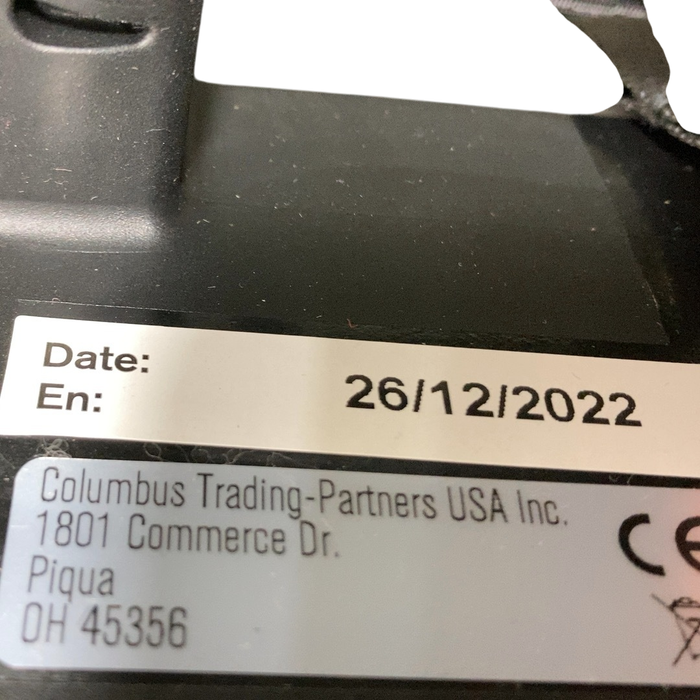 Date:
En: 26/12/2022
Columbus Trading-Partners USA Inc.
1801 Commerce Dr.
Piqua
OH 45356
CE